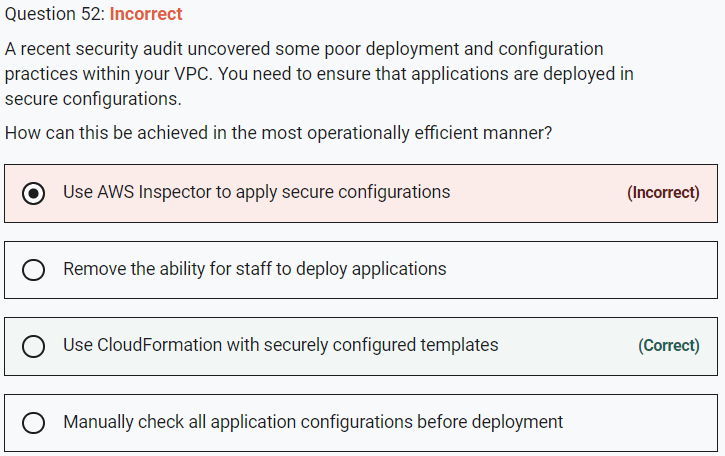 Question 52: Incorrect
A recent security audit uncovered some poor deployment and configuration
practices within your VPC. You need to ensure that applications are deployed in
secure configurations.
How can this be achieved in the most operationally efficient manner?
Use AWS Inspector to apply secure configurations (Incorrect)
Remove the ability for staff to deploy applications
Use CloudFormation with securely configured templates (Correct)
Manually check all application configurations before deployment